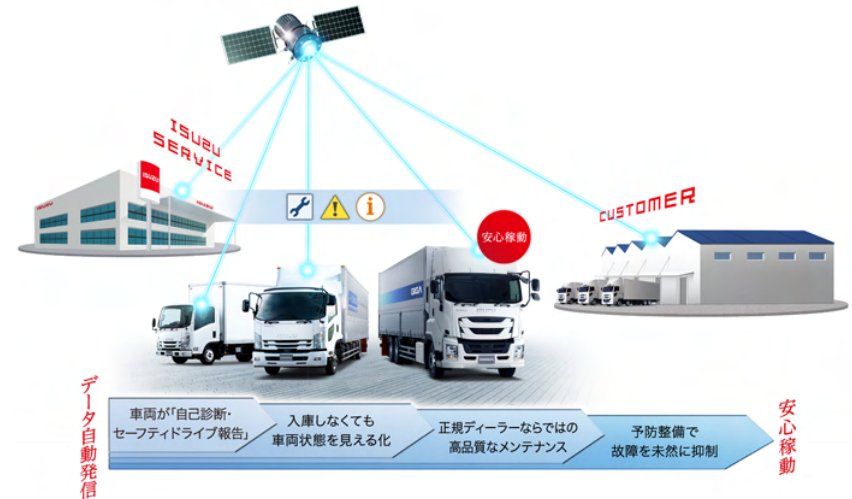 ISUZU
SERVICE
ISUZU
CUSTOMER
安心稼動
GIGA
データ自動発信
車両が「自己診断・
セーフティドライブ報告」
入庫しなくても
車両状態を見える化
正規ディーラーならではの
高品質なメンテナンス
予防整備で
故障を未然に抑制
安心稼動